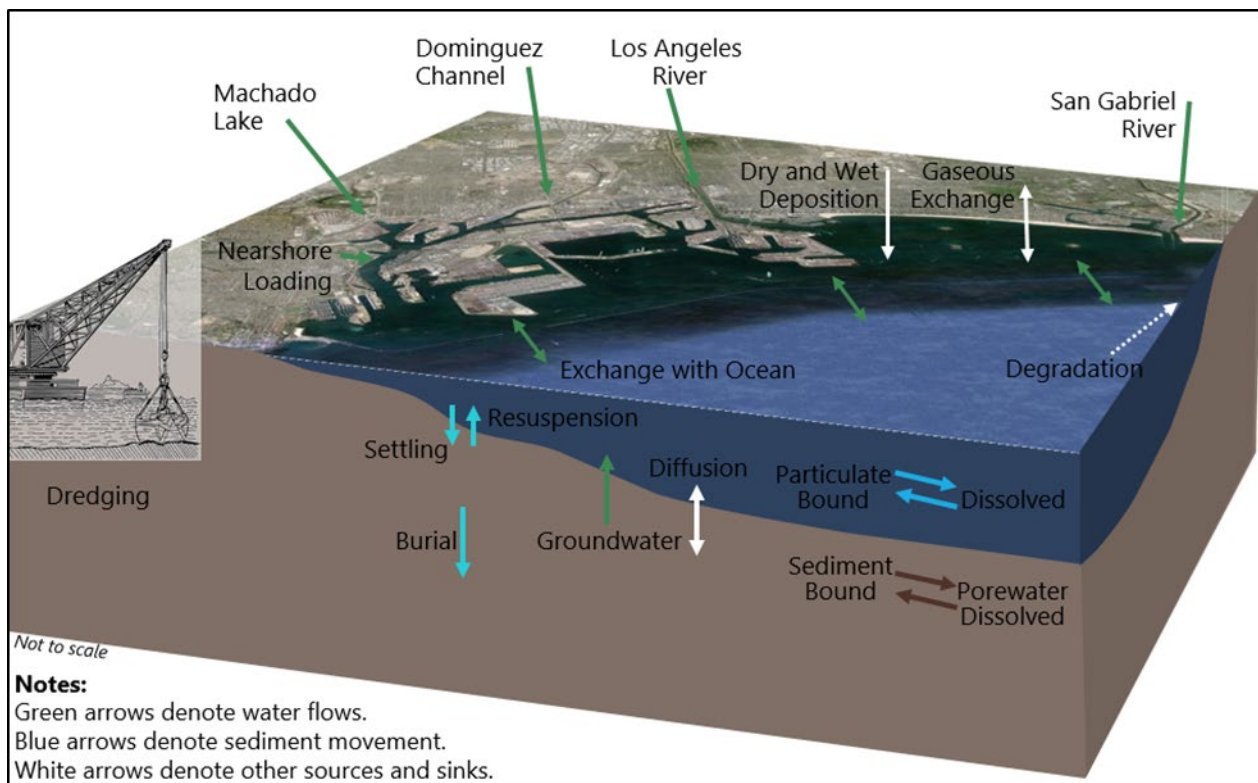 Machado
Lake
Dominguez
Channel
Los Angeles
River
San Gabriel
River
Dry and Wet
Deposition
Gaseous
Exchange
Nearshore
Loading
Exchange with Ocean
Degradation
Resuspension
Settling
Diffusion
Particulate
Bound
Dissolved
Dredging
Burial
Groundwater
Sediment
Bound
Porewater
Dissolved
Not to scale
Notes:
Green arrows denote water flows.
Blue arrows denote sediment movement.
White arrows denote other sources and sinks.